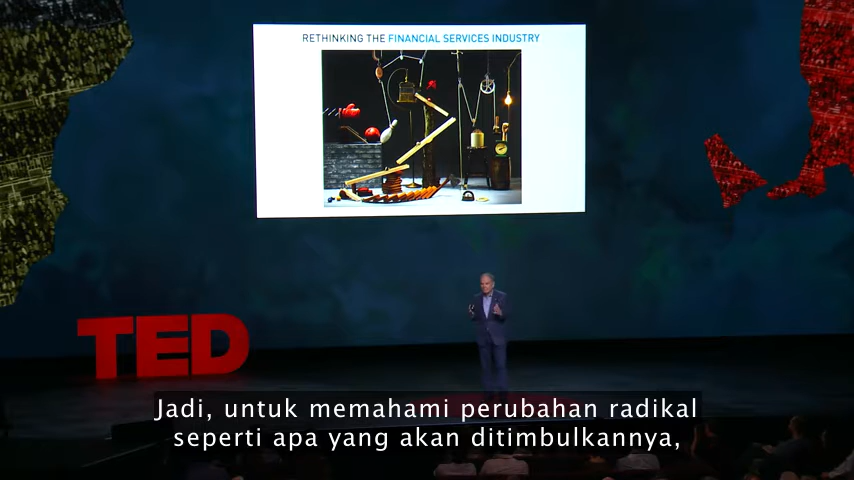 RETHINKING THE FINANCIAL SERVICES INDUSTRY
TED
Jadi, untuk memahami perubahan radikal
seperti apa yang akan ditimbulkannya,